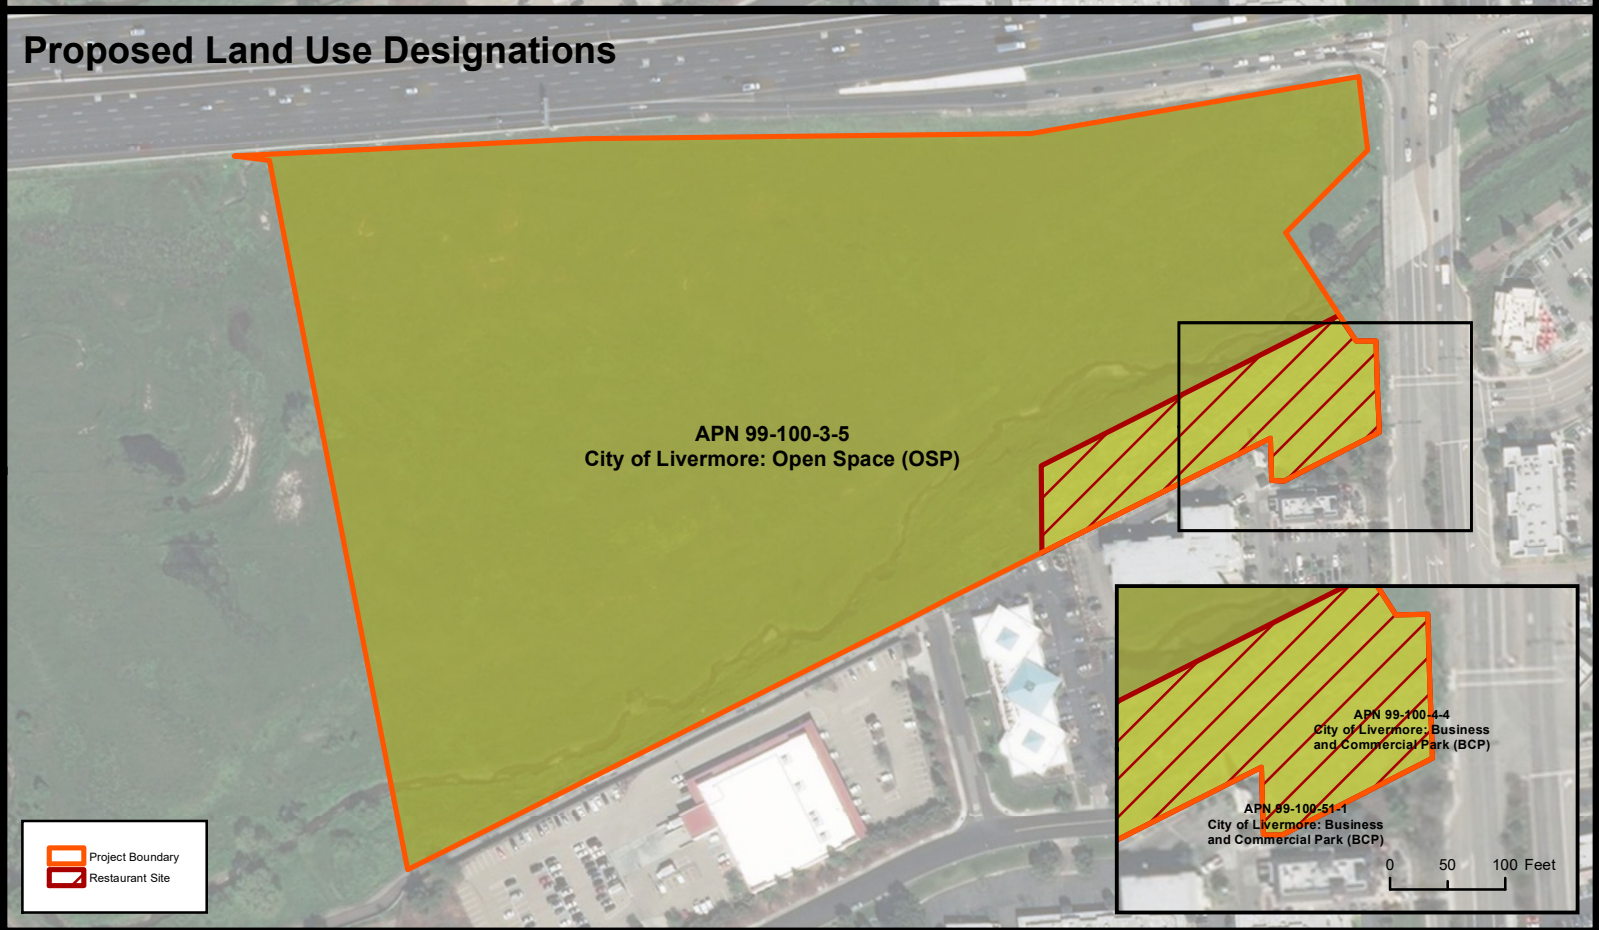 Proposed Land Use Designations
APN 99-100-3-5
City of Livermore: Open Space (OSP)
APN 99-100-4-4
City of Livermore: Business
and Commercial Park (BCP)
APN 99-100-51-1
City of Livermore: Business
and Commercial Park (BCP)
0 50 100 Feet
Project Boundary
Restaurant Site